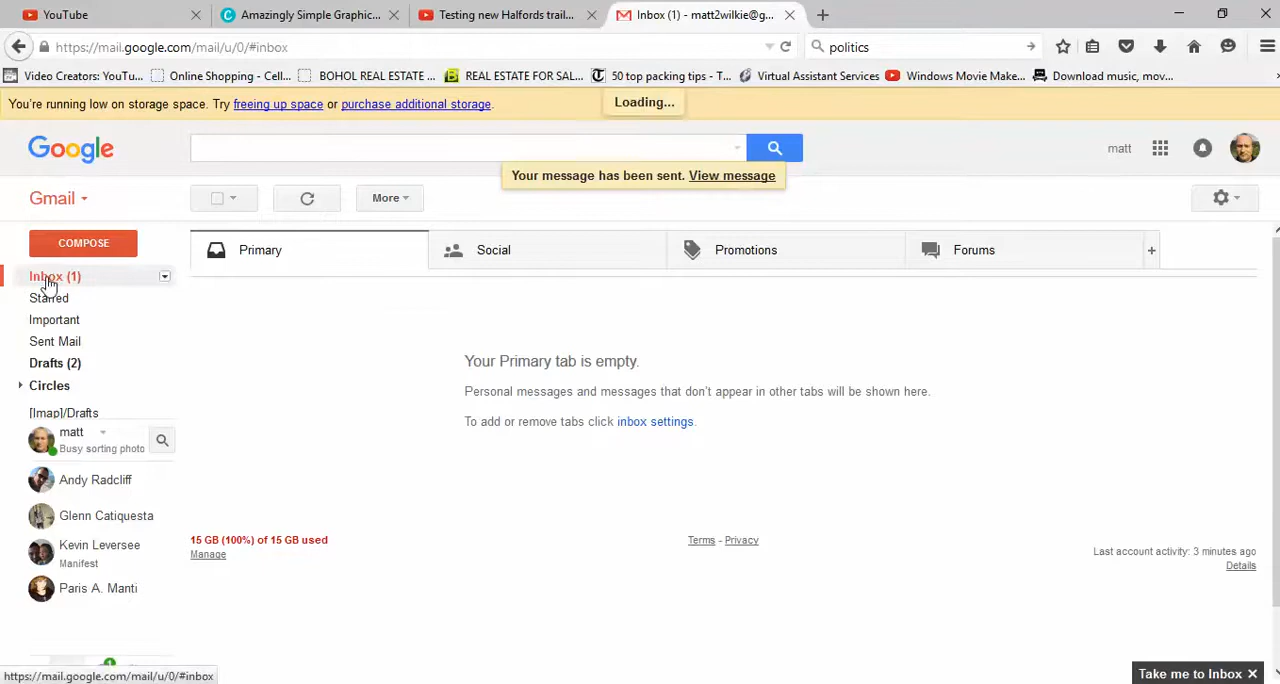 YouTube
Amazingly Simple Graphic...
Testing new Halfords trail...
Inbox (1) - matt2wilkie@g...
https://mail.google.com/mail/u/0/#inbox
politics
Video Creators: YouTu...
Online Shopping - Cell...
BOHOL REAL ESTATE ...
REAL ESTATE FOR SAL...
50 top packing tips - T...
Virtual Assistant Services
Windows Movie Make...
Download music, mov...
You're running low on storage space. Try freeing up space or purchase additional storage.
Loading...
Google
matt
Your message has been sent. View message
Gmail
More
COMPOSE
Primary
Social
Promotions
Forums
Inbox (1)
Starred
Important
Sent Mail
Drafts (2)
Circles
[Imap]/Drafts
matt
Busy sorting photo
Andy Radcliff
Glenn Catiquesta
Kevin Leversee
Manifest
Paris A. Manti
Your Primary tab is empty.
Personal messages and messages that don't appear in other tabs will be shown here.
To add or remove tabs click inbox settings.
15 GB (100%) of 15 GB used
Manage
Terms - Privacy
Last account activity: 3 minutes ago
Details
https://mail.google.com/mail/u/0/#inbox
Take me to Inbox